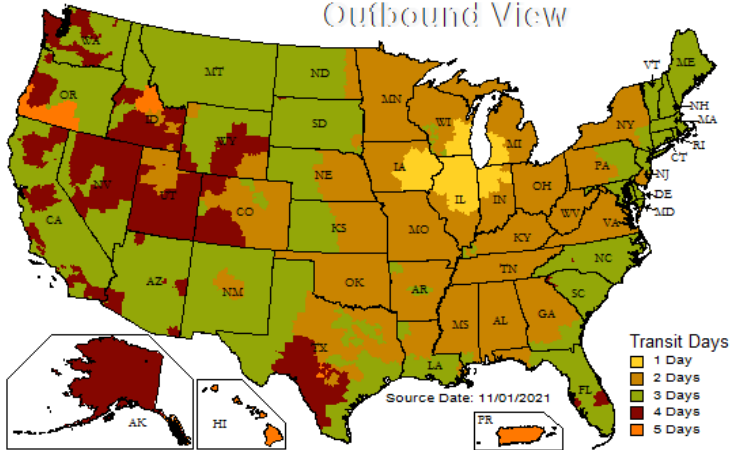 Outbound View
WA
MT
ND
MN
VT
ME
OR
ID
SD
WI
NH
MA
WY
MI
NY
RI
CT
NV
UT
NE
IA
PA
NJ
CA
CO
IL
IN
OH
DE
MD
KS
MO
WV
VA
KY
AZ
NM
OK
AR
TN
NC
SC
TX
MS
AL
GA
LA
FL
AK
HI
PR
Source Date: 11/01/2021
Transit Days
1 Day
2 Days
3 Days
4 Days
5 Days